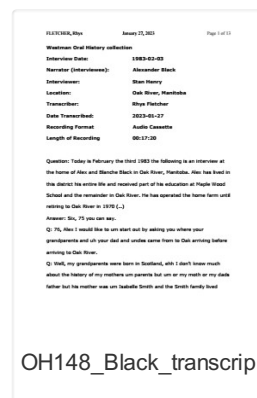 FLETCHER, Rhys January 27, 2023 Page 1 of 13
Westman Oral History collection
Interview Date: 1983-02-03
Narrator (interviewee): Alexander Black
Interviewer: Stan Henry
Location: Oak River, Manitoba
Transcriber: Rhys Fletcher
Date Transcribed: 2023-01-27
Recording Format Audio Cassette
Length of Recording 00:17:20
Question: Today is February the third 1983 the following is an interview at
the home of Alex and Blanche Black in Oak River, Manitoba. Alex has lived in
this district his entire life and received part of his education at Maple Wood
School and the remainder in Oak River. He has operated the home farm until
retiring to Oak River in 1970 (...)
Answer: Six, 75 you can say.
Q: 76, Alex I would like to um start out by asking you where your
grandparents and uh your dad and uncles came from to Oak arriving before
arriving to Oak River.
Q: Well, my grandparents were born in Scotland, ehh I don't know much
about the history of my mothers um parents but um or my moth or my dads
father but his mother was um Isabelle Smith and the Smith family lived
OH148_Black_transcrip